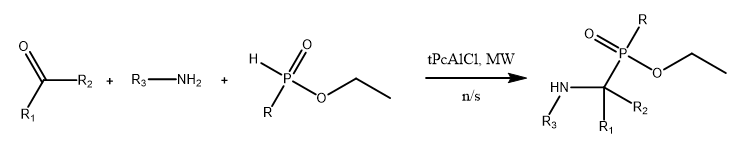 O
R2
R1
+
R3
NH2
+
H
O
P
R
O
tPcAlCl, MW
n/s
O
R
P
O
HN
R2
R3
R1